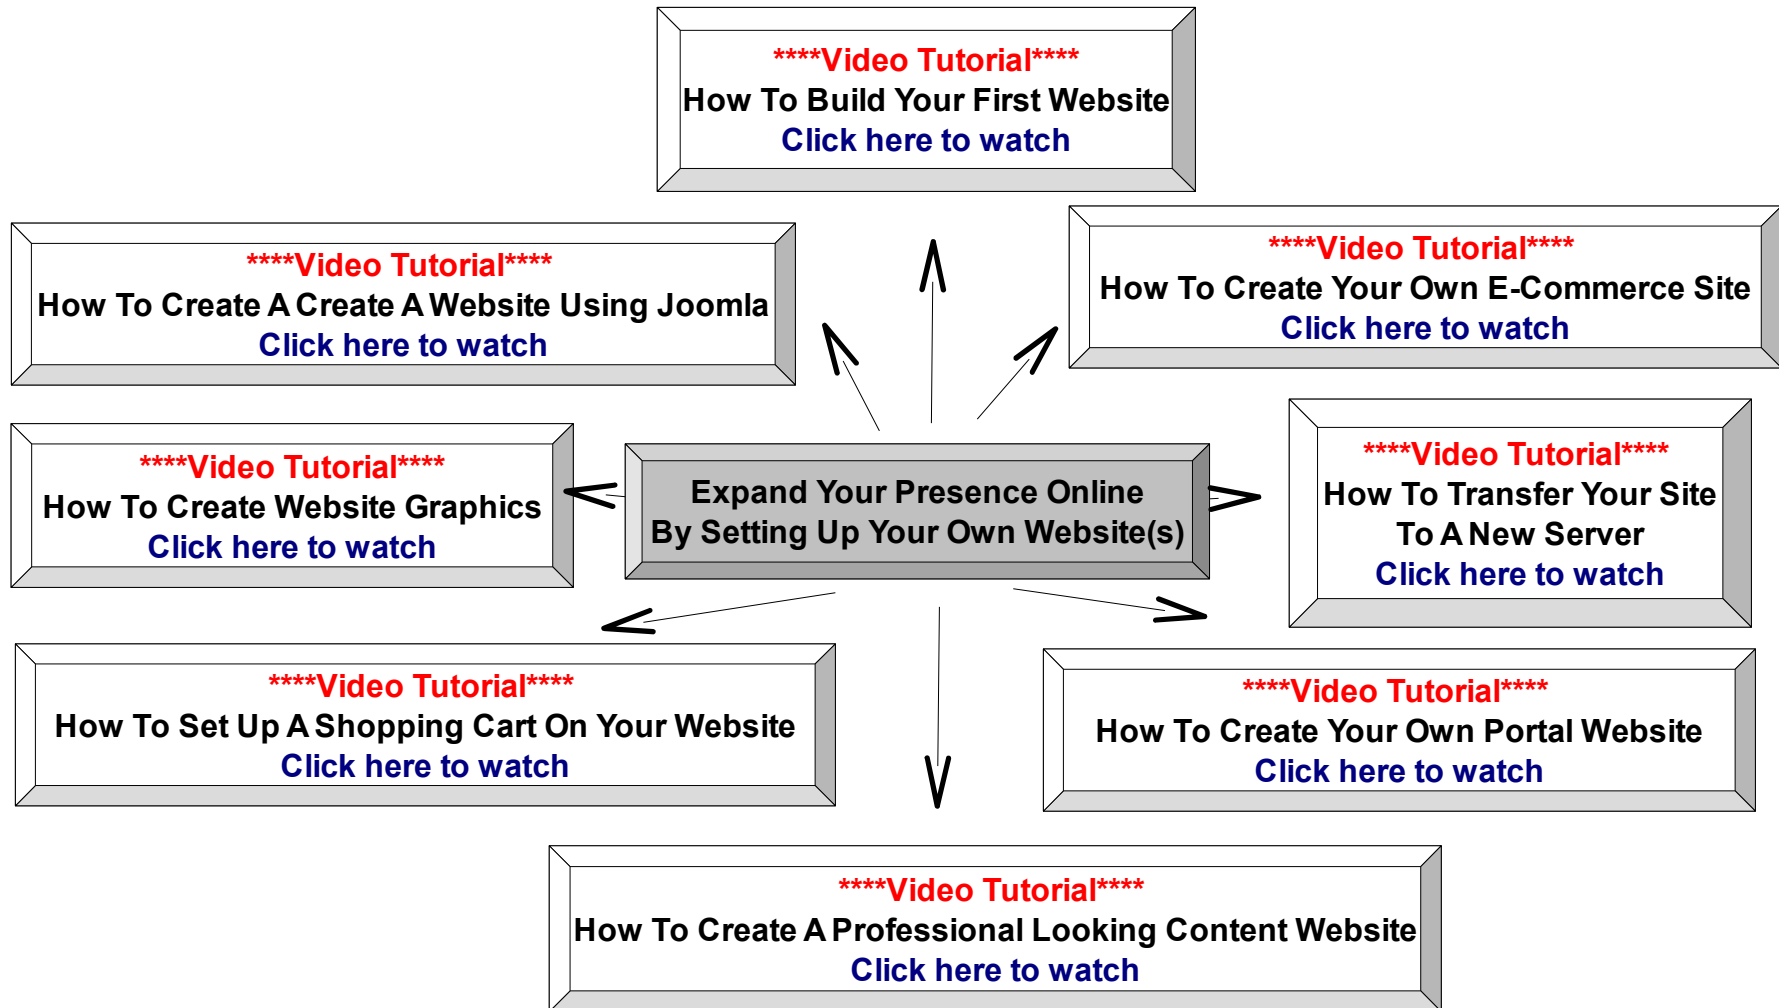 ****Video Tutorial****
How To Build Your First Website
Click here to watch
****Video Tutorial****
How To Create A Create A Website Using Joomla
Click here to watch
****Video Tutorial****
How To Create Your Own E-Commerce Site
Click here to watch
****Video Tutorial****
How To Create Website Graphics
Click here to watch
Expand Your Presence Online
By Setting Up Your Own Website(s)
****Video Tutorial****
How To Transfer Your Site
To A New Server
Click here to watch
****Video Tutorial****
How To Set Up A Shopping Cart On Your Website
Click here to watch
****Video Tutorial****
How To Create Your Own Portal Website
Click here to watch
****Video Tutorial****
How To Create A Professional Looking Content Website
Click here to watch